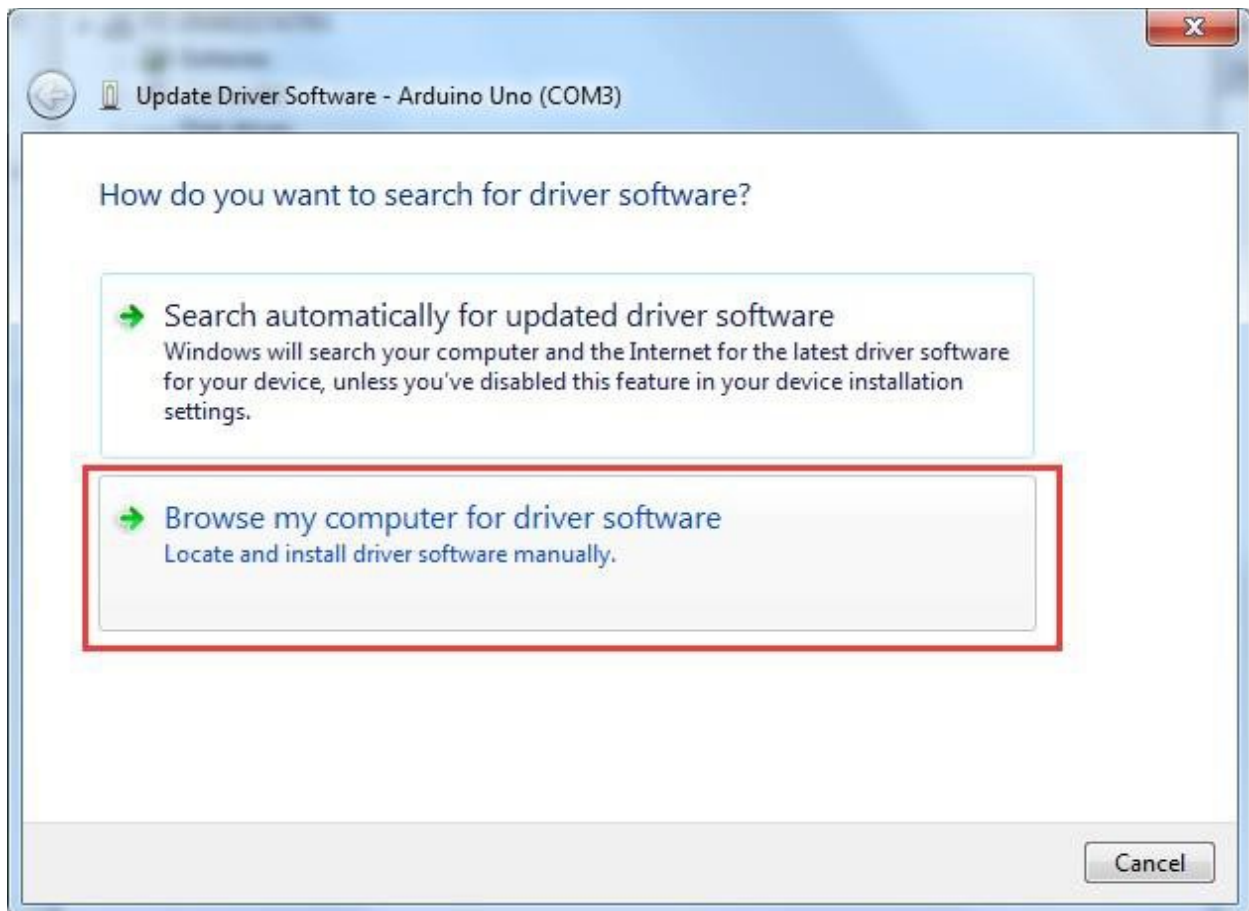 Update Driver Software - Arduino Uno (COM3)
How do you want to search for driver software?
Search automatically for updated driver software
Windows will search your computer and the Internet for the latest driver software
for your device, unless you've disabled this feature in your device installation
settings.
Browse my computer for driver software
Locate and install driver software manually.
Cancel